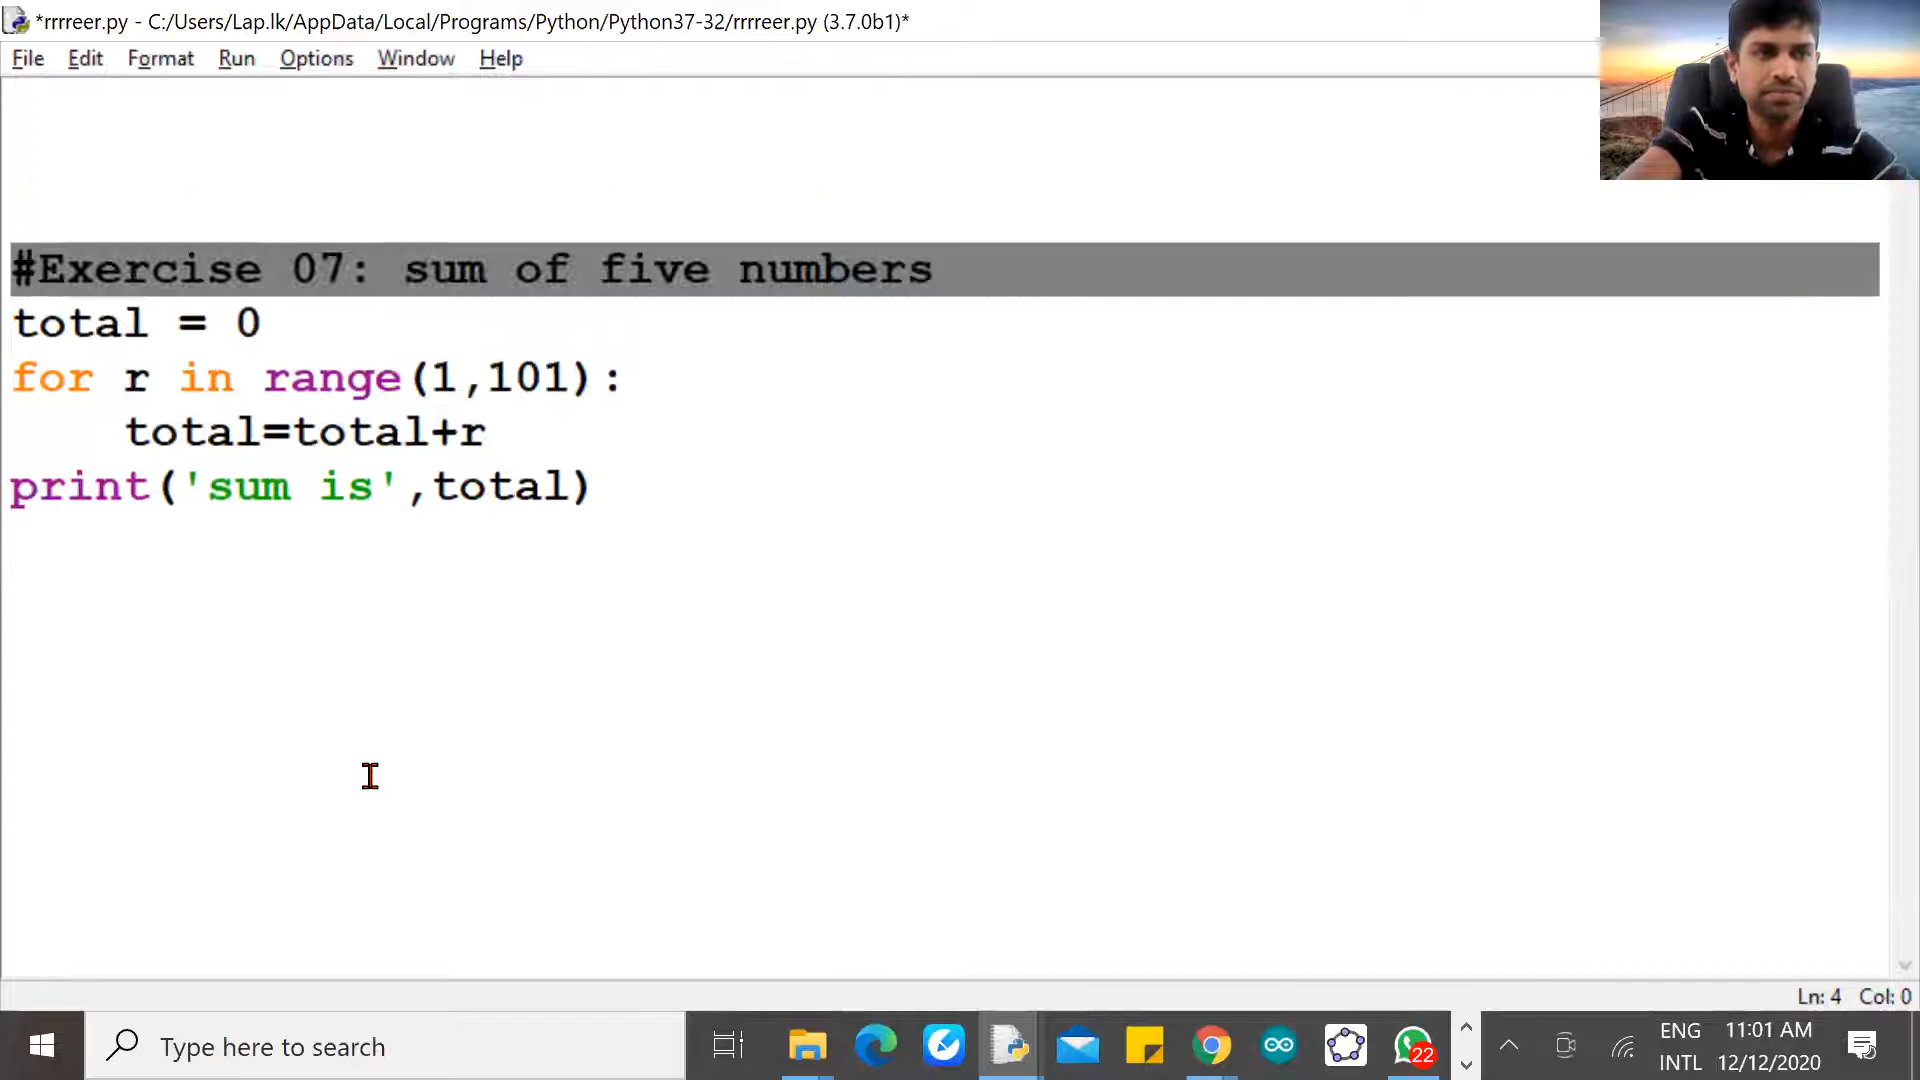 *rrrreer.py - C:/Users/Lap.lk/AppData/Local/Programs/Python/Python37-32/rrrreer.py (3.7.0b1)*
File Edit Format Run Options Window Help
#Exercise 07: sum of five numbers
total = 0
for r in range(1,101):
    total=total+r
print('sum is',total)
Ln: 4 Col: 0
Type here to search
22
ENG 11:01 AM
INTL 12/12/2020